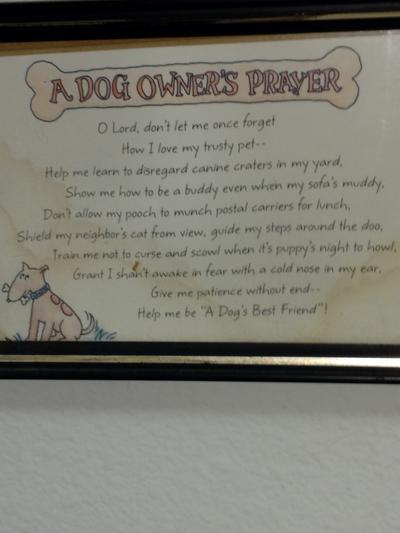 A DOG OWNER'S PRAYER
O Lord, don't let me once forget
How I love my trusty pet--
Help me learn to disregard canine craters in my yard,
Show me how to be a buddy even when my sofa's muddy,
Don't allow my pooch to munch postal carriers for lunch,
Shield my neighbor's cat from view, guide my steps around the doo,
Train me not to curse and scowl when it's puppy's night to howl,
Grant I shan't awake in fear with a cold nose in my ear,
Give me patience without end--
Help me be "A Dog's Best Friend"!